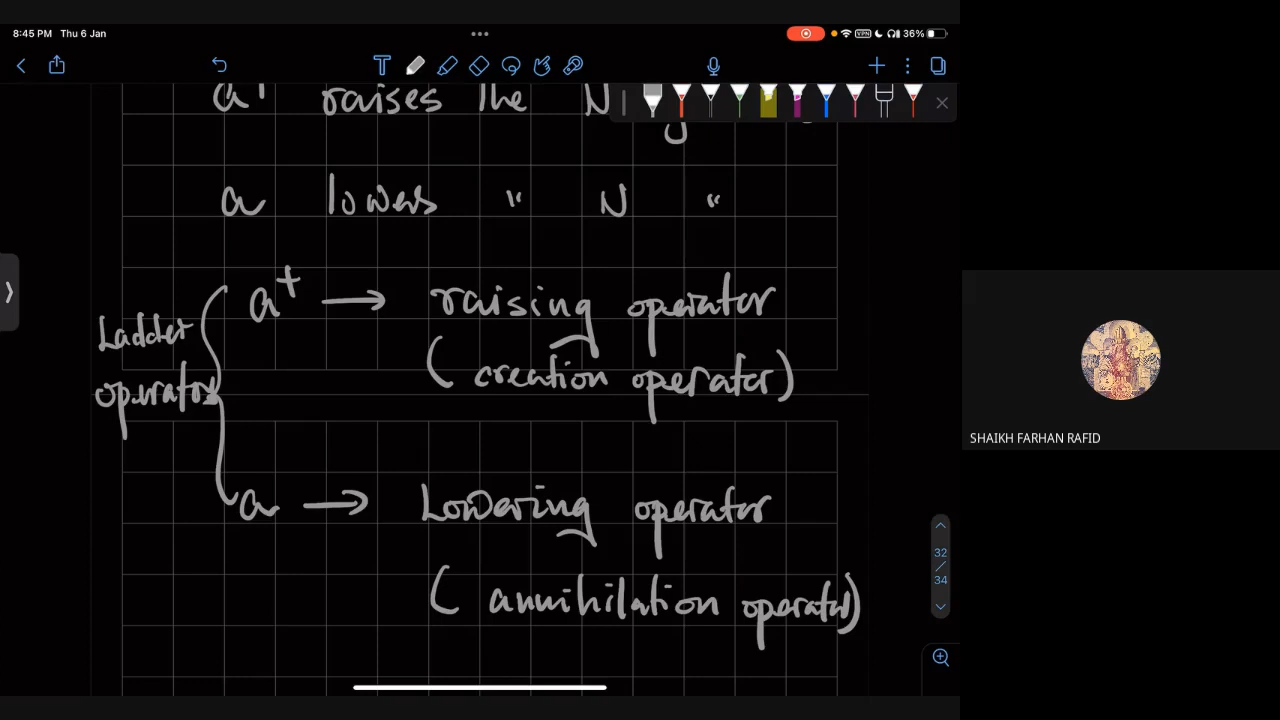 8:45 PM Thu 6 Jan
VPN 36%
a† raises the N
a lowers " N "
Ladder operators
a† → raising operator
(creation operator)
a → Lowering operator
(annihilation operator)
32
/
34
SHAIKH FARHAN RAFID